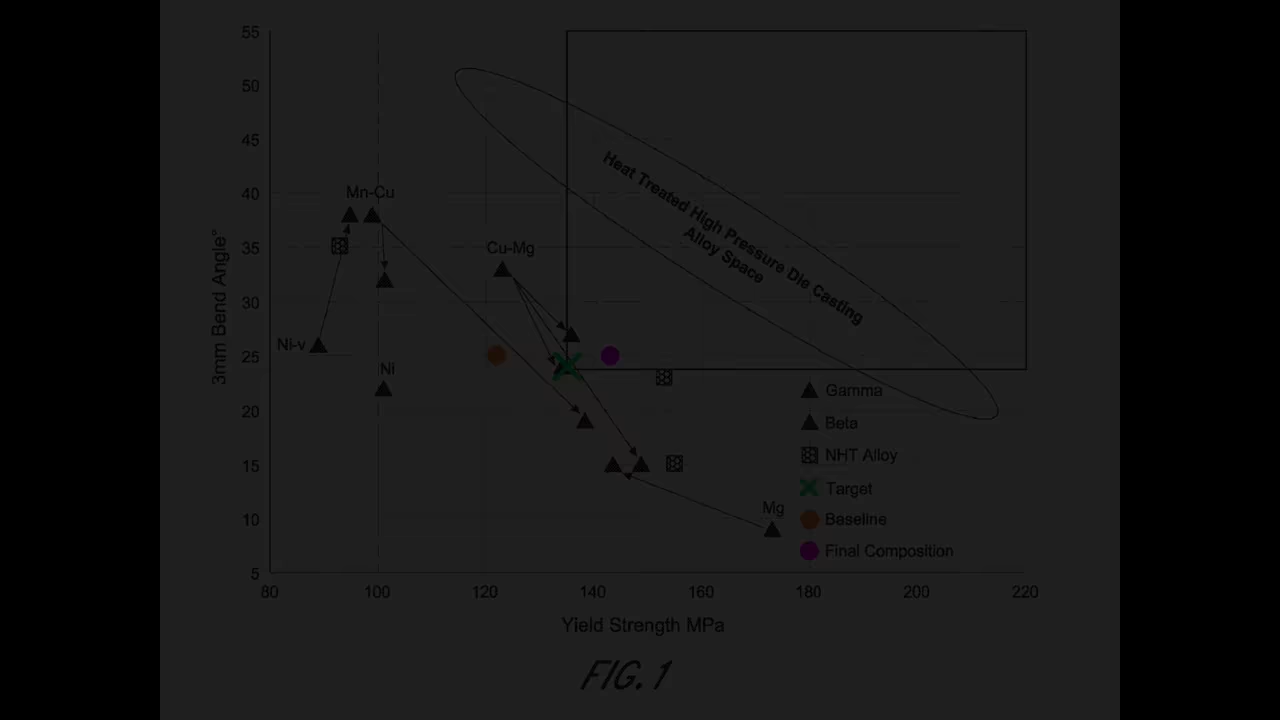 55
50
45
40
35
30
25
20
15
10
5
3mm Bend Angle°
Mn-Cu
Cu-Mg
Ni-v
Ni
Mg
Heat Treated High Pressure Die Casting
Alloy Space
Gamma
Beta
NHT Alloy
Target
Baseline
Final Composition
80 100 120 140 160 180 200 220
Yield Strength MPa
FIG. 1